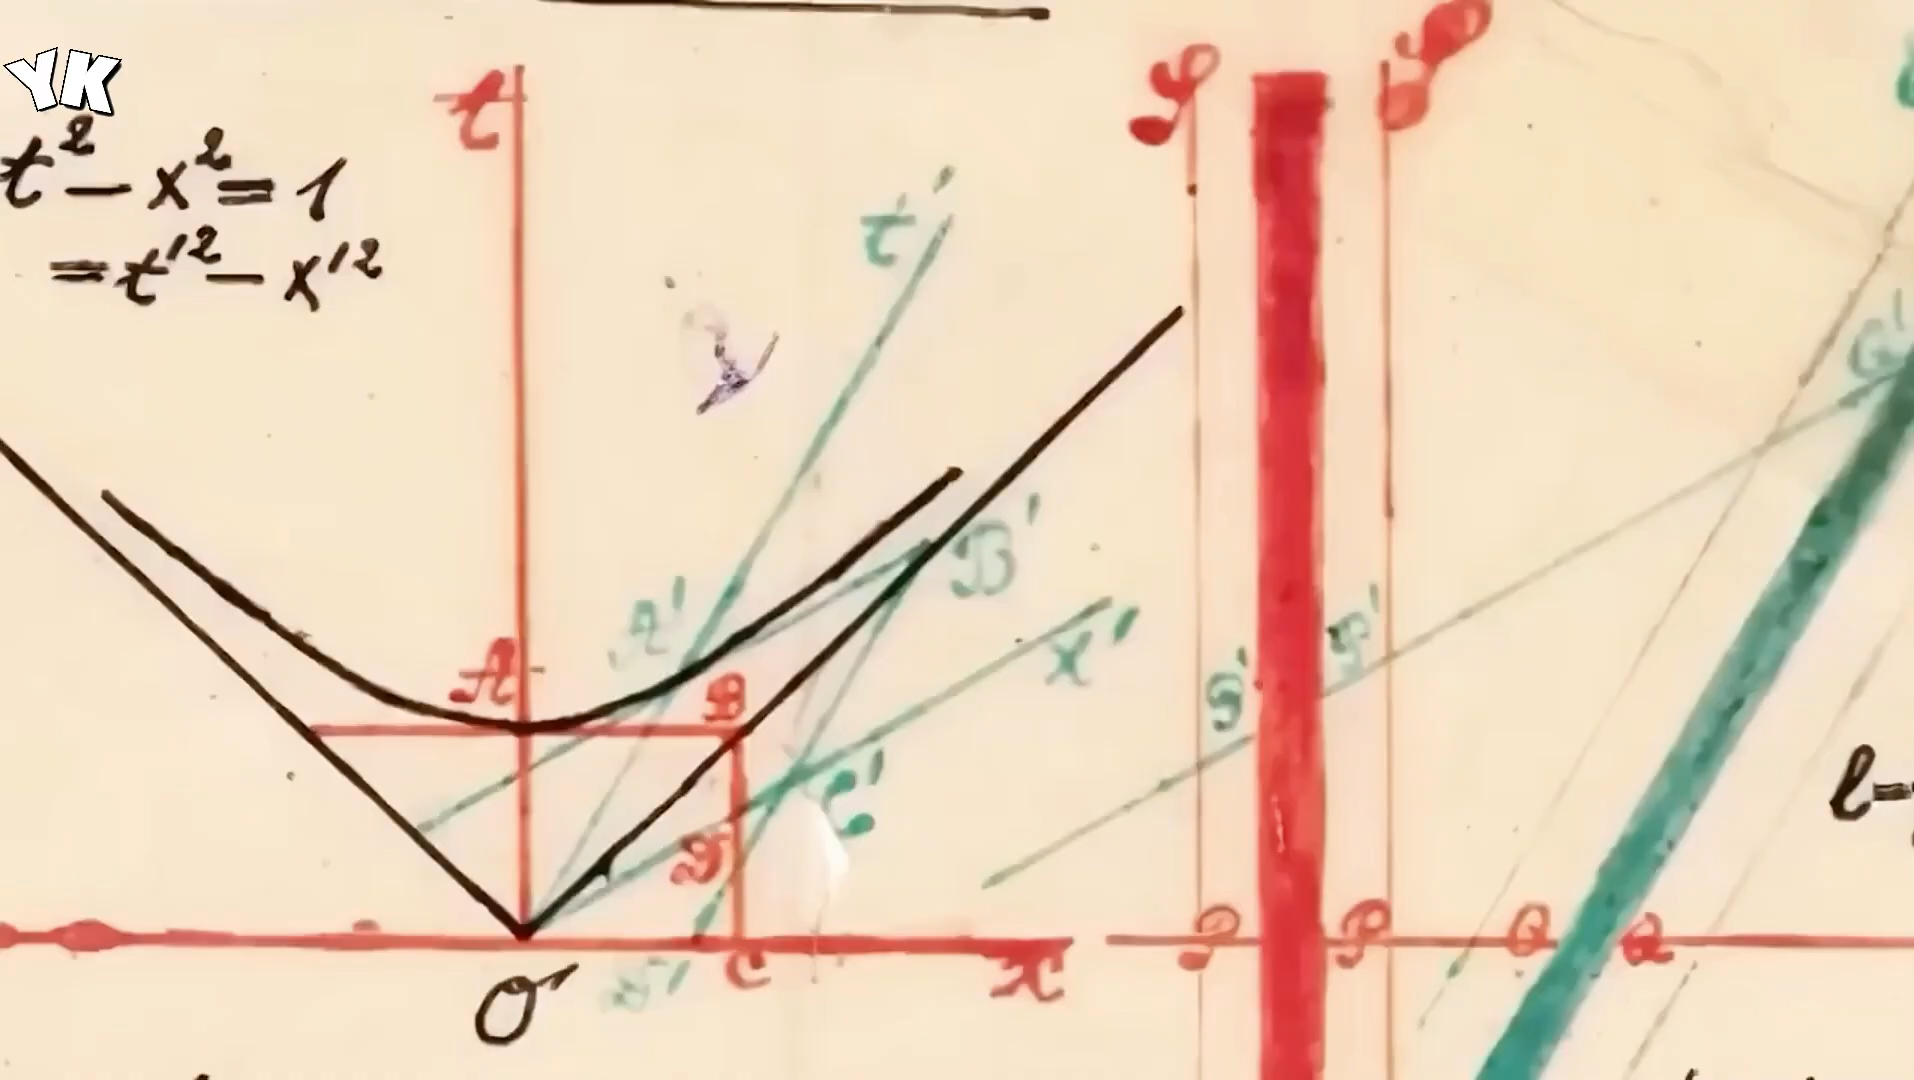 YK
t² - x² = 1
= t'² - x'²
t
t'
A'
B'
A
B
x'
C'
D
O
D'
C
x
S'
S'
P
P
Q
Q
Q'
l=